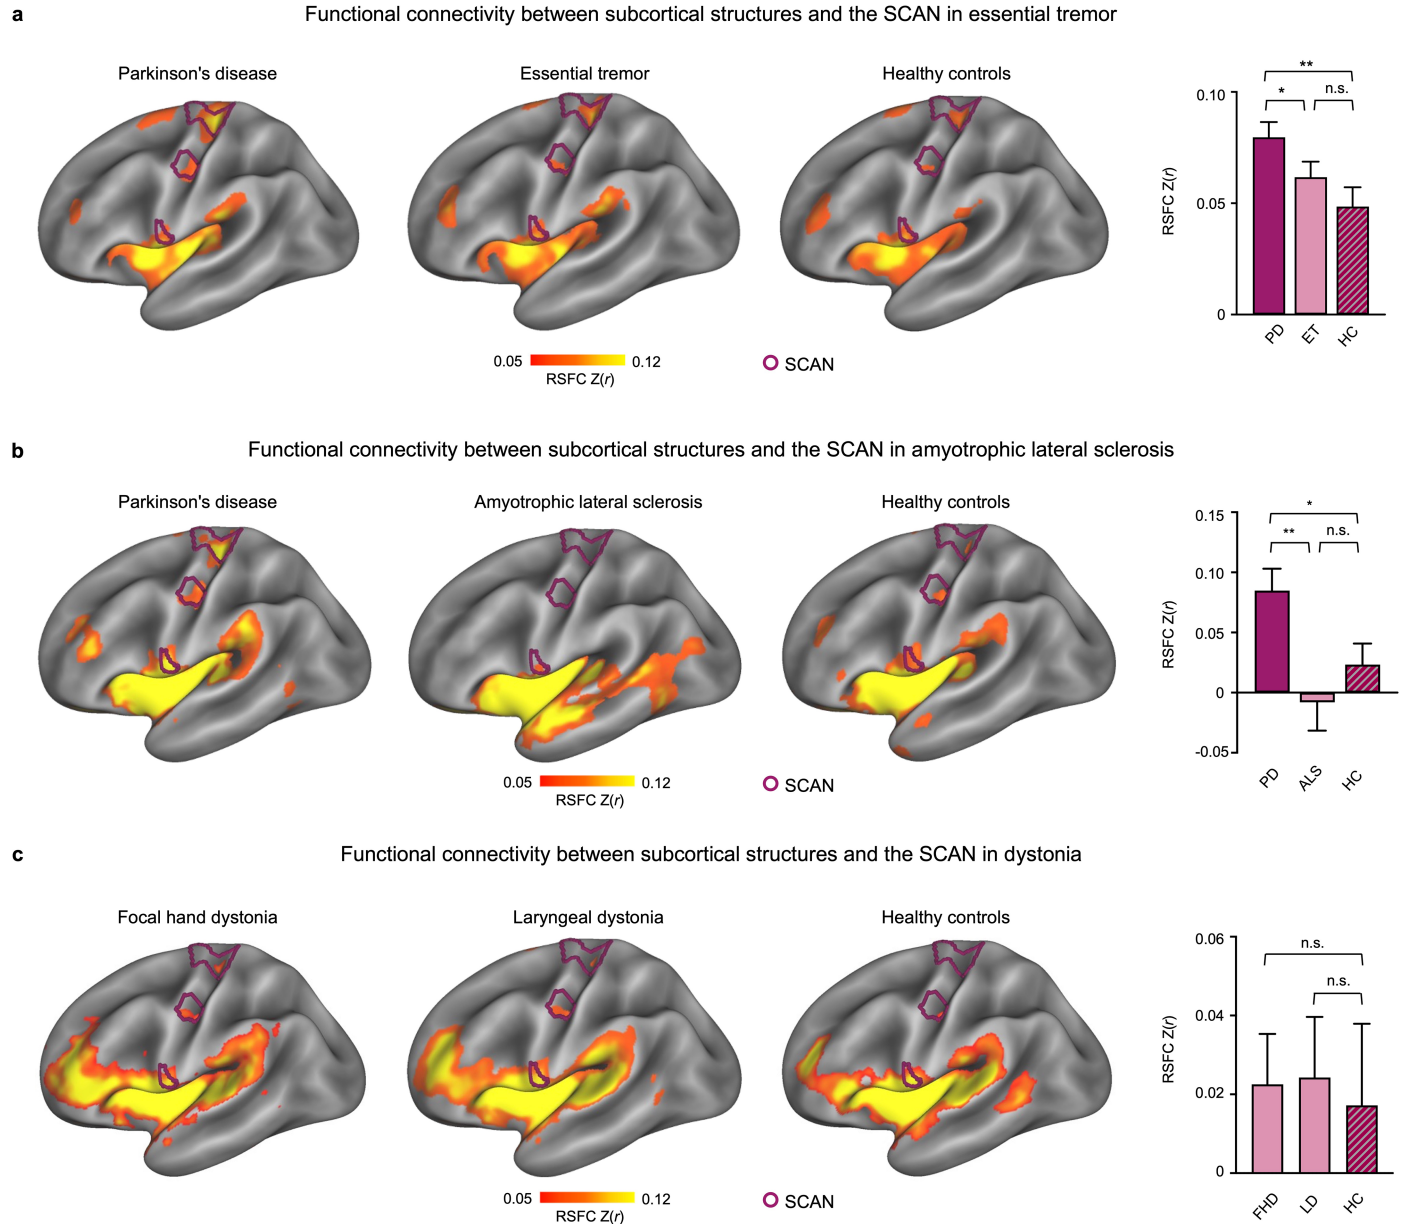 a
Functional connectivity between subcortical structures and the SCAN in essential tremor
Parkinson's disease
Essential tremor
Healthy controls
0.05
0.12
RSFC Z(r)
SCAN
**
*
n.s.
0.10
0.05
0
RSFC Z(r)
PD
ET
HC
b
Functional connectivity between subcortical structures and the SCAN in amyotrophic lateral sclerosis
Parkinson's disease
Amyotrophic lateral sclerosis
Healthy controls
0.05
0.12
RSFC Z(r)
SCAN
*
**
n.s.
0.15
0.10
0.05
0
-0.05
RSFC Z(r)
PD
ALS
HC
c
Functional connectivity between subcortical structures and the SCAN in dystonia
Focal hand dystonia
Laryngeal dystonia
Healthy controls
0.05
0.12
RSFC Z(r)
SCAN
n.s.
n.s.
0.06
0.04
0.02
0
RSFC Z(r)
FHD
LD
HC